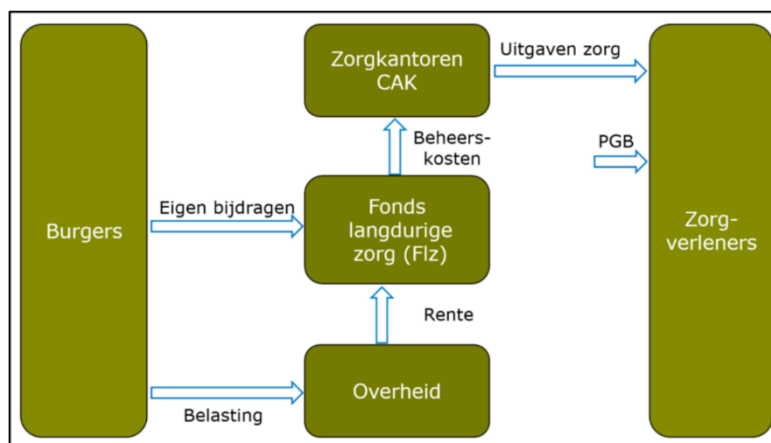 Zorgkantoren
CAK
Uitgaven zorg
Beheers-
kosten
PGB
Burgers
Eigen bijdragen
Fonds
langdurige
zorg (Flz)
Zorg-
verleners
Rente
Belasting
Overheid